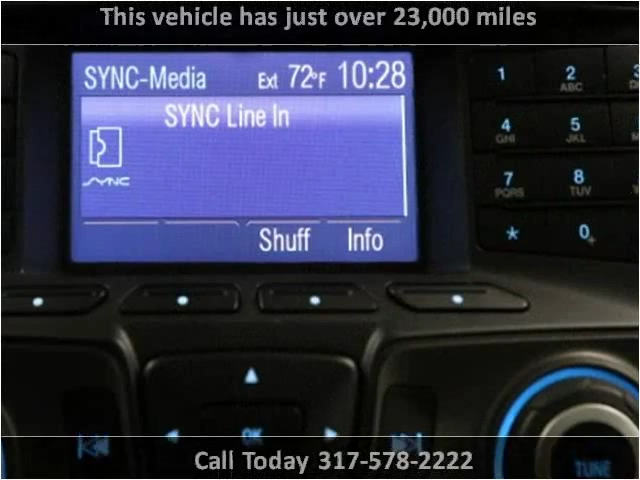 This vehicle has just over 23,000 miles
SYNC-Media Ext 72°F 10:28
SYNC Line In
SYNC
Shuff Info
1 2 ABC 3
4 GHI 5 JKL
7 PQRS 8 TUV
* 0 +
OK
TUNE
Call Today 317-578-2222